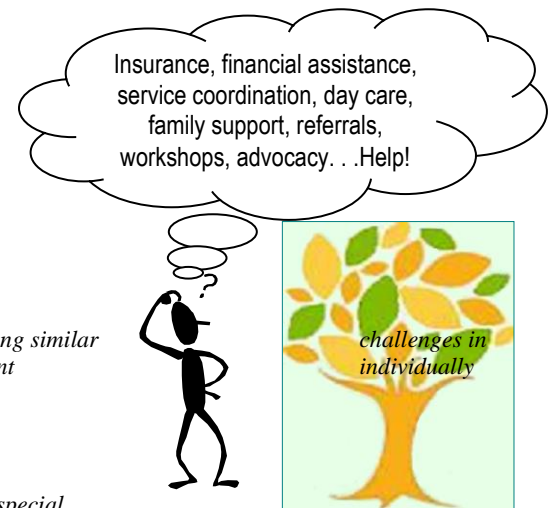 Insurance, financial assistance,
service coordination, day care,
family support, referrals,
workshops, advocacy. . .Help!
?
ng similar challenges in
nt individually
special